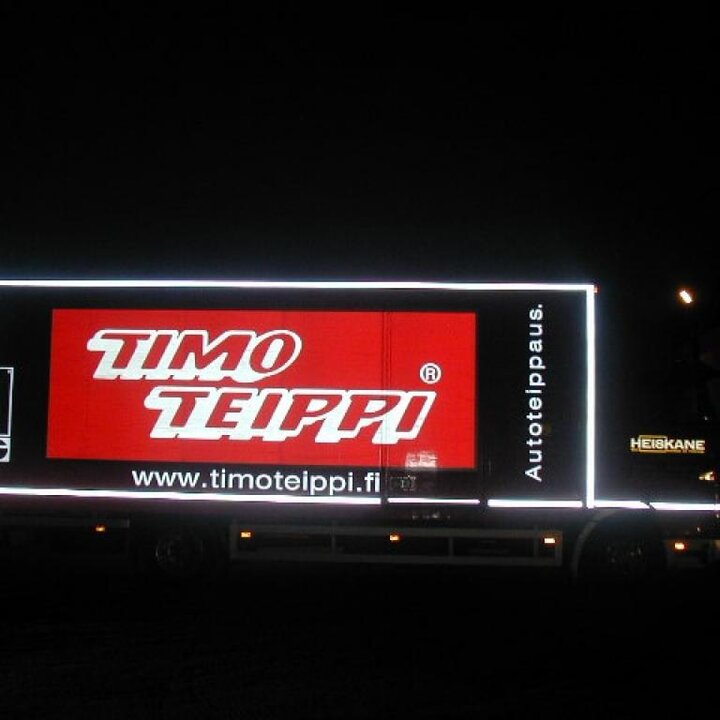 TIMO
TEIPPI
®
www.timoteippi.fi
Autoteippaus.
HEISKANE